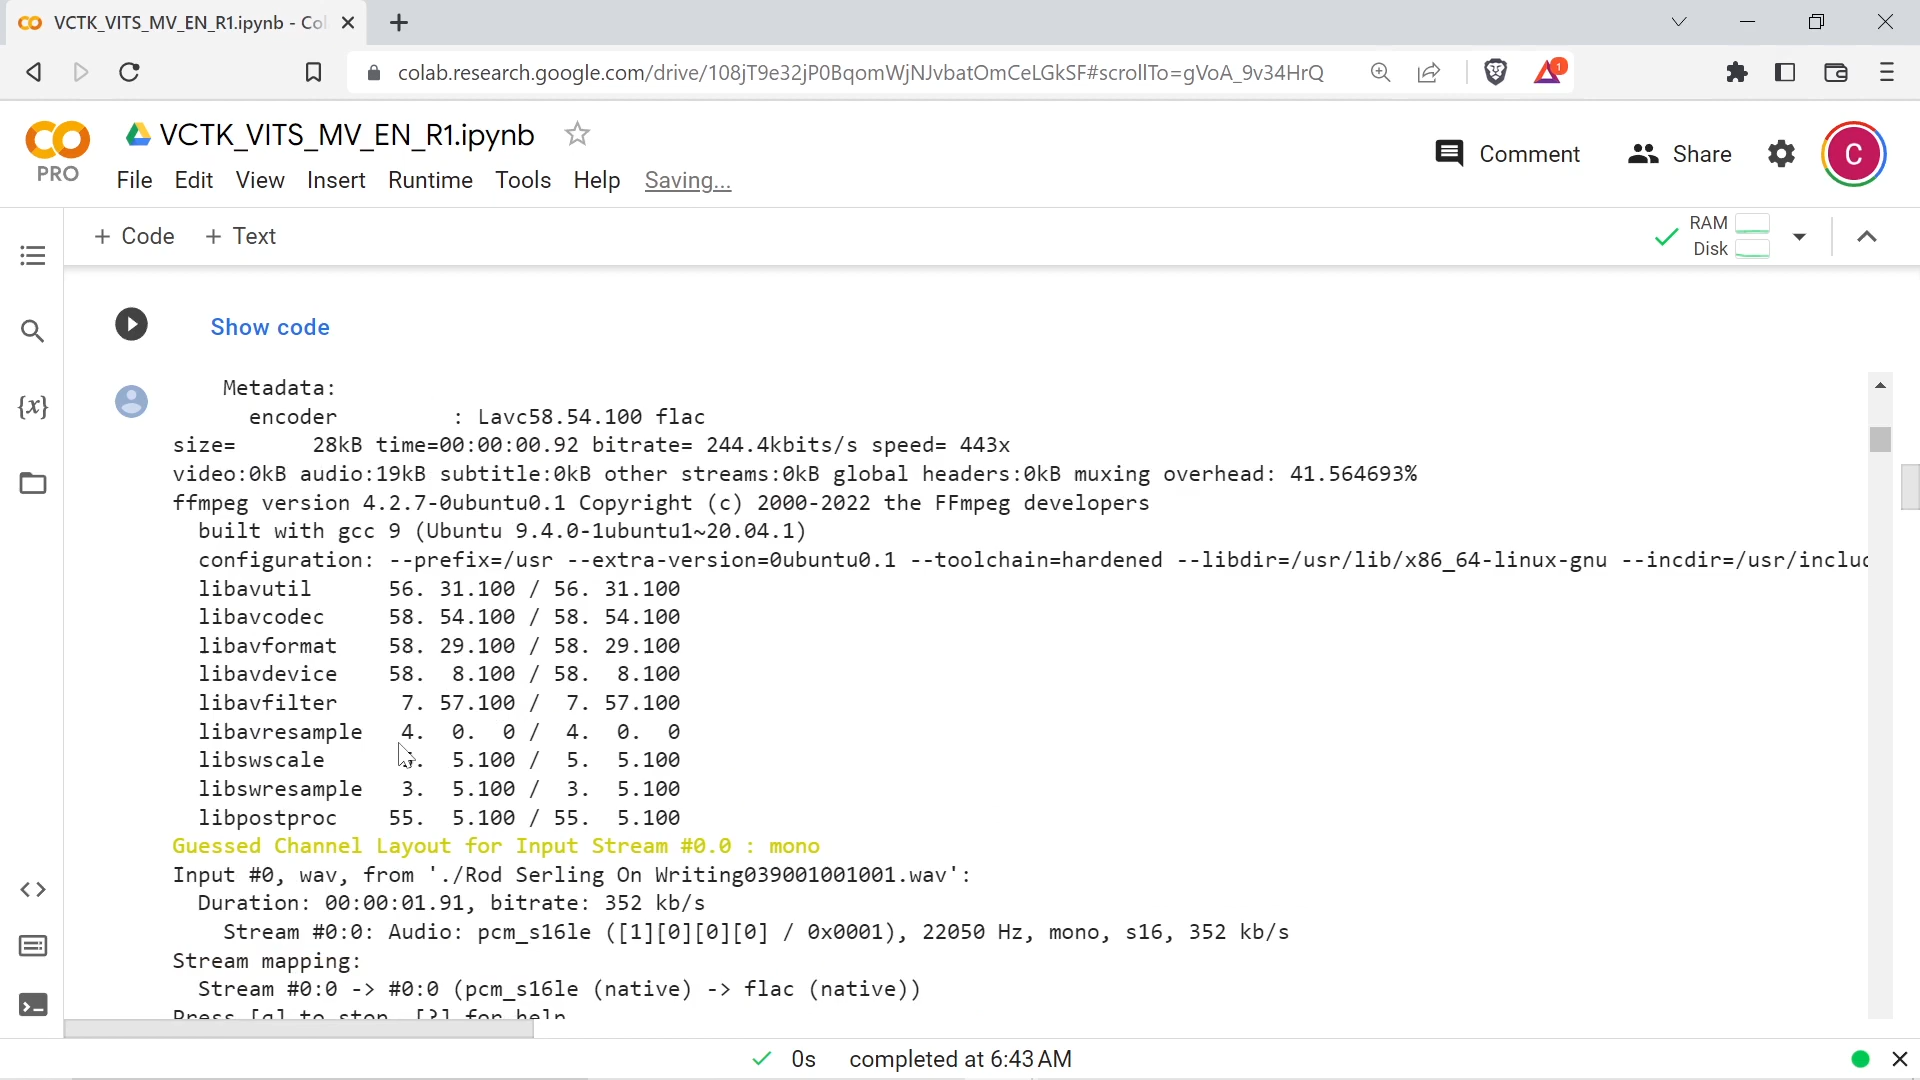 VCTK_VITS_MV_EN_R1.ipynb - Co
colab.research.google.com/drive/108jT9e32jP0BqomWjNJvbatOmCeLGkSF#scrollTo=gVoA_9v34HrQ
1
VCTK_VITS_MV_EN_R1.ipynb
PRO
File Edit View Insert Runtime Tools Help Saving...
Comment Share C
+ Code + Text
RAM
Disk
Show code
{x}
Metadata:
encoder : Lavc58.54.100 flac
size= 28kB time=00:00:00.92 bitrate= 244.4kbits/s speed= 443x
video:0kB audio:19kB subtitle:0kB other streams:0kB global headers:0kB muxing overhead: 41.564693%
ffmpeg version 4.2.7-0ubuntu0.1 Copyright (c) 2000-2022 the FFmpeg developers
built with gcc 9 (Ubuntu 9.4.0-1ubuntu1~20.04.1)
configuration: --prefix=/usr --extra-version=0ubuntu0.1 --toolchain=hardened --libdir=/usr/lib/x86_64-linux-gnu --incdir=/usr/includ
libavutil 56. 31.100 / 56. 31.100
libavcodec 58. 54.100 / 58. 54.100
libavformat 58. 29.100 / 58. 29.100
libavdevice 58. 8.100 / 58. 8.100
libavfilter 7. 57.100 / 7. 57.100
libavresample 4. 0. 0 / 4. 0. 0
libswscale 5.100 / 5. 5.100
libswresample 3. 5.100 / 3. 5.100
libpostproc 55. 5.100 / 55. 5.100
Guessed Channel Layout for Input Stream #0.0 : mono
Input #0, wav, from './Rod Serling On Writing039001001001.wav':
Duration: 00:00:01.91, bitrate: 352 kb/s
Stream #0:0: Audio: pcm_s16le ([1][0][0][0] / 0x0001), 22050 Hz, mono, s16, 352 kb/s
Stream mapping:
Stream #0:0 -> #0:0 (pcm_s16le (native) -> flac (native))
Press [q] to stop, [?] for help
0s completed at 6:43 AM